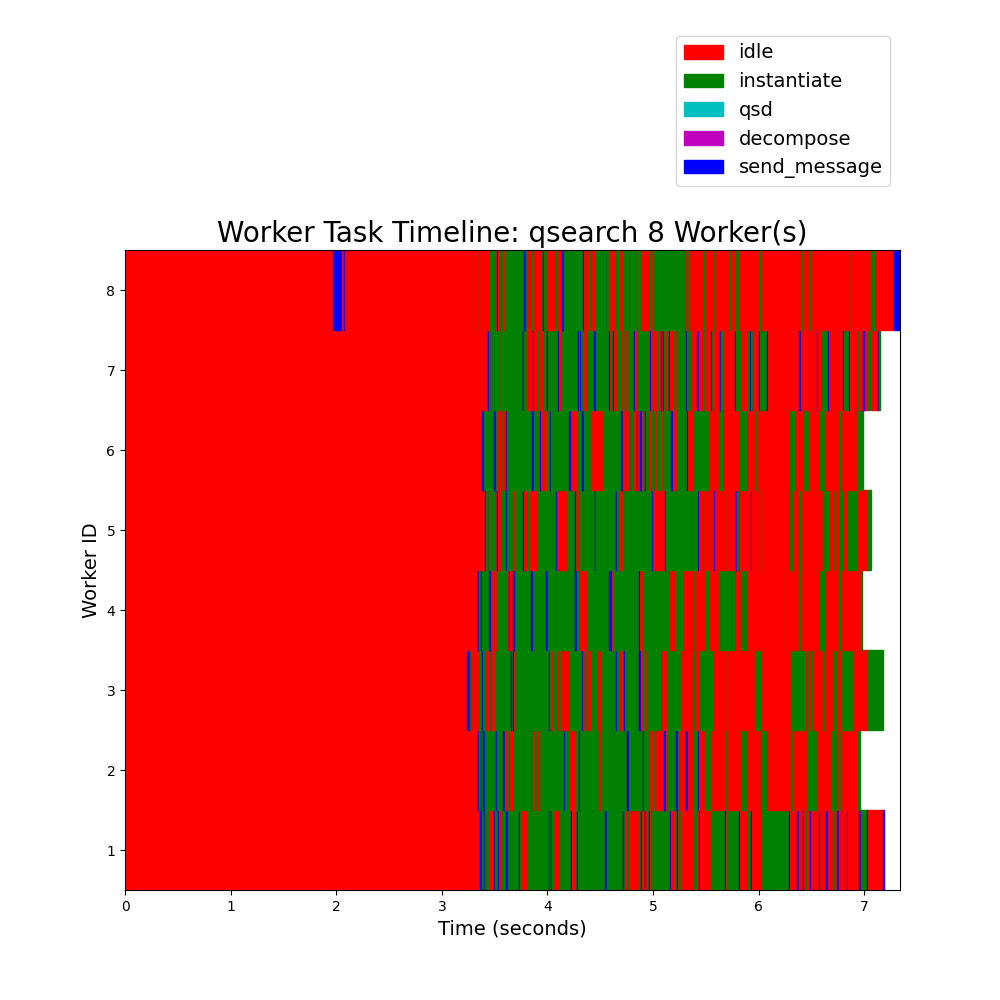 idle
instantiate
qsd
decompose
send_message
Worker Task Timeline: qsearch 8 Worker(s)
8
7
6
5
4
3
2
1
Worker ID
0 1 2 3 4 5 6 7
Time (seconds)